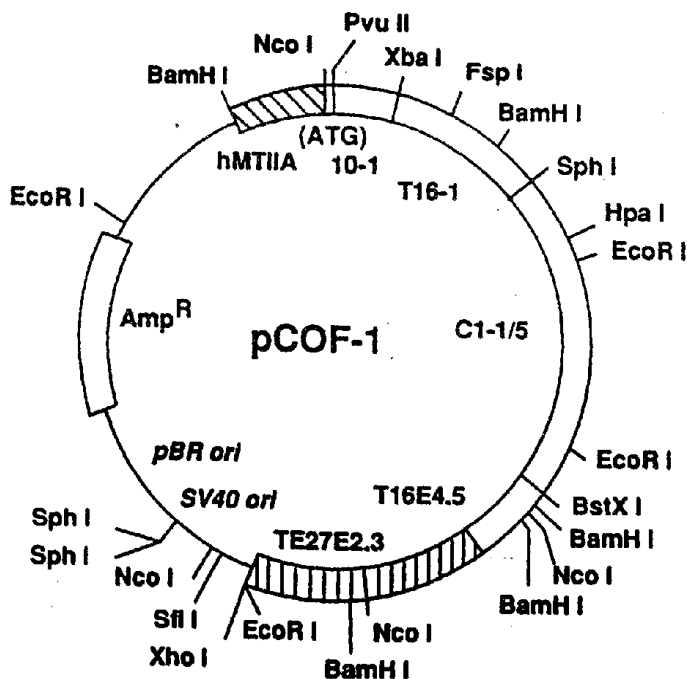 Pvu II
Nco I
Xba I
BamH I
Fsp I
BamH I
(ATG)
hMTIIA
10-1
Sph I
T16-1
EcoR I
Hpa I
EcoR I
AmpR
pCOF-1
C1-1/5
pBR ori
EcoR I
SV40 ori
T16E4.5
BstX I
Sph I
TE27E2.3
BamH I
Sph I
Nco I
Nco I
BamH I
Sfi I
EcoR I
Nco I
Xho I
BamH I